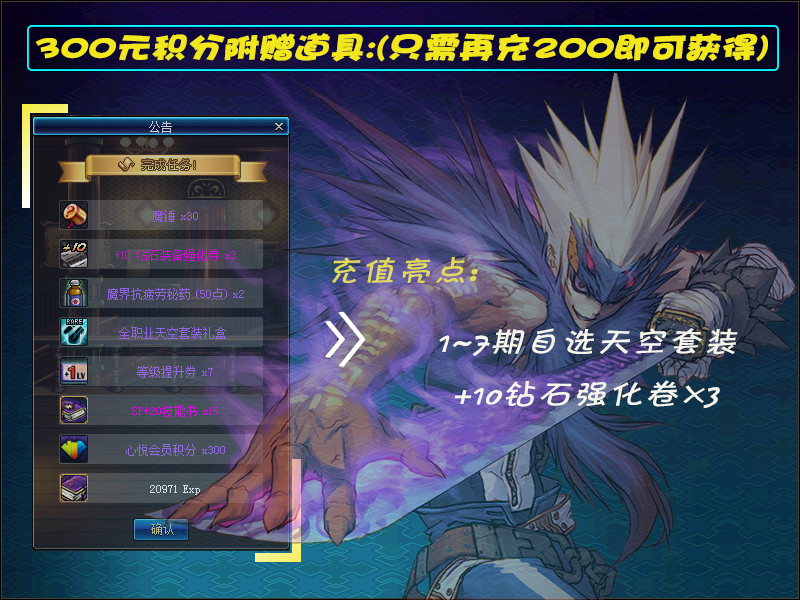 300元积分附赠道具:(只需再充200即可获得)
公告
完成任务!
魔锤 x30
+10 钻石装备强化券 x3
魔界抗疲劳秘药 (50点) x2
全职业天空套装礼盒
等级提升券 x7
SP+20技能书 x15
心悦会员积分 x300
20971 Exp
确认
充值亮点:
1~7期自选天空套装
+10钻石强化卷×3
+10
RARE
+1LV